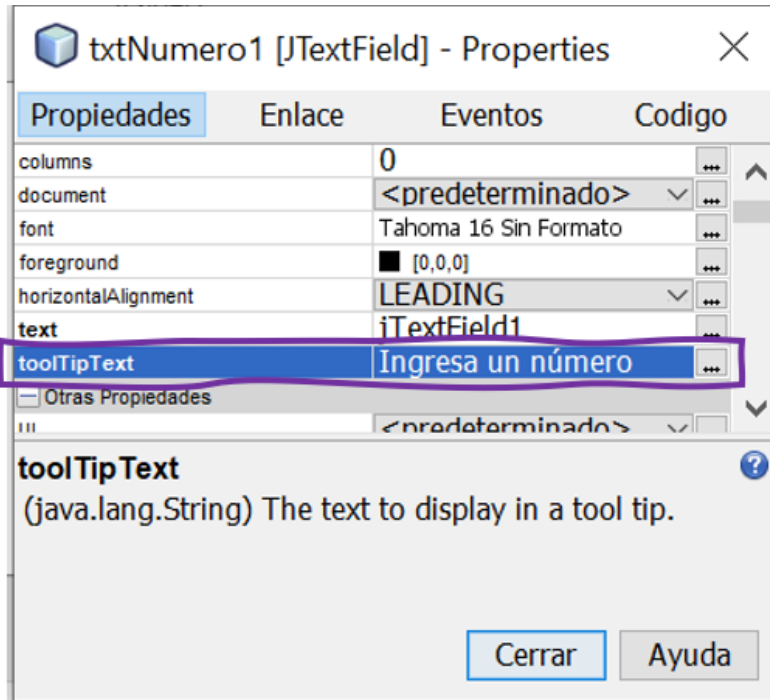 txtNumero1 [JTextField] - Properties
Propiedades Enlace Eventos Codigo
columns 0 ...
document <predeterminado> ...
font Tahoma 16 Sin Formato ...
foreground [0,0,0] ...
horizontalAlignment LEADING ...
text jTextField1 ...
toolTipText Ingresa un número ...
Otras Propiedades
UI <predeterminado>
toolTipText
(java.lang.String) The text to display in a tool tip.
Cerrar Ayuda